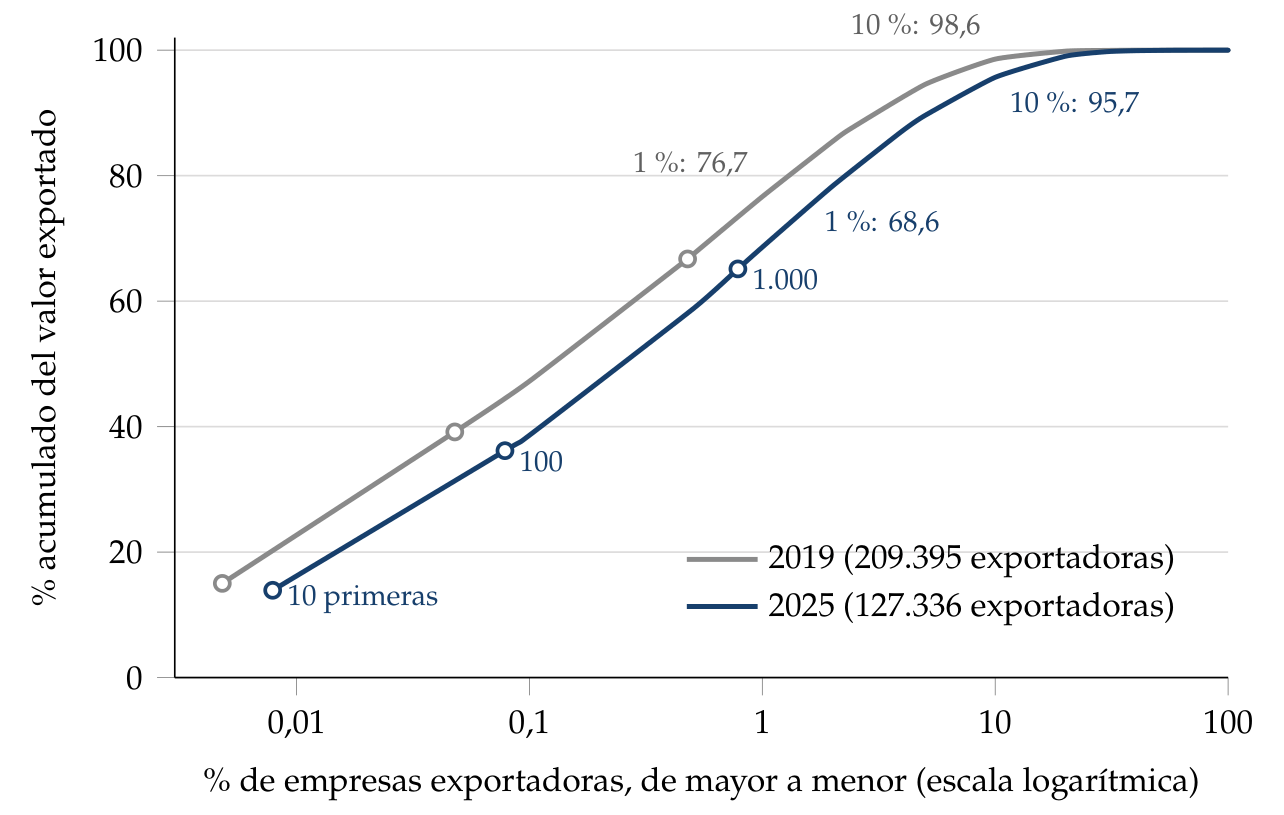 10 %: 98,6
100
10 %: 95,7
% acumulado del valor exportado
1 %: 76,7
80
1 %: 68,6
1.000
60
40
100
20
2019 (209.395 exportadoras)
10 primeras
2025 (127.336 exportadoras)
0
0,01
0,1
1
10
100
% de empresas exportadoras, de mayor a menor (escala logarítmica)